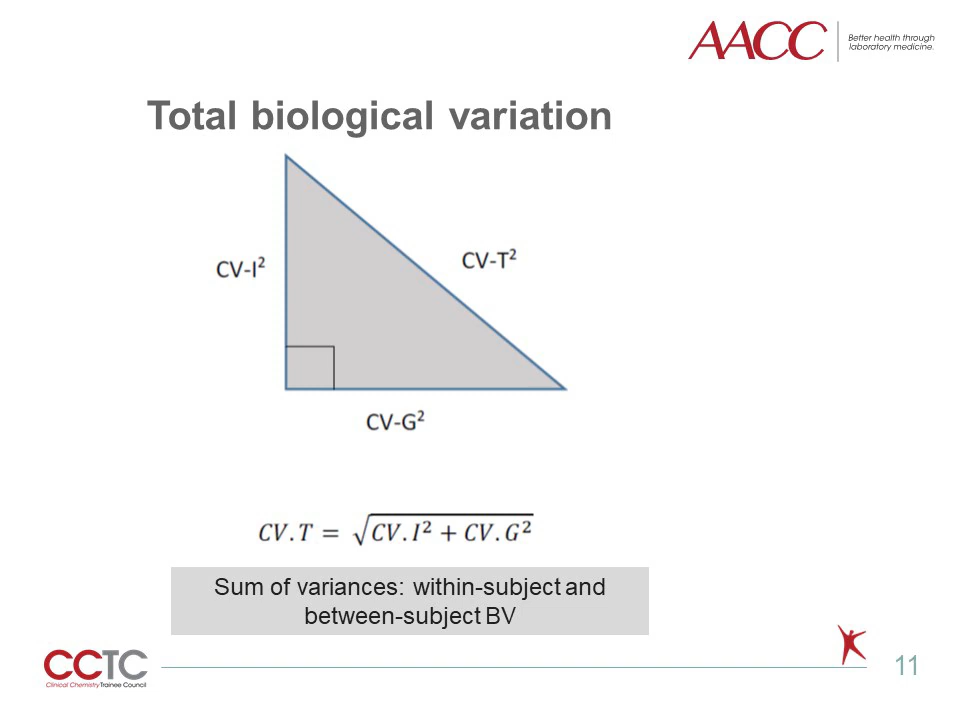 AACC
Better health through
laboratory medicine.
Total biological variation
CV-I²
CV-T²
CV-G²
CV.T = √CV.I² + CV.G²
Sum of variances: within-subject and
between-subject BV
CCTC
Clinical Chemistry Trainee Council
11